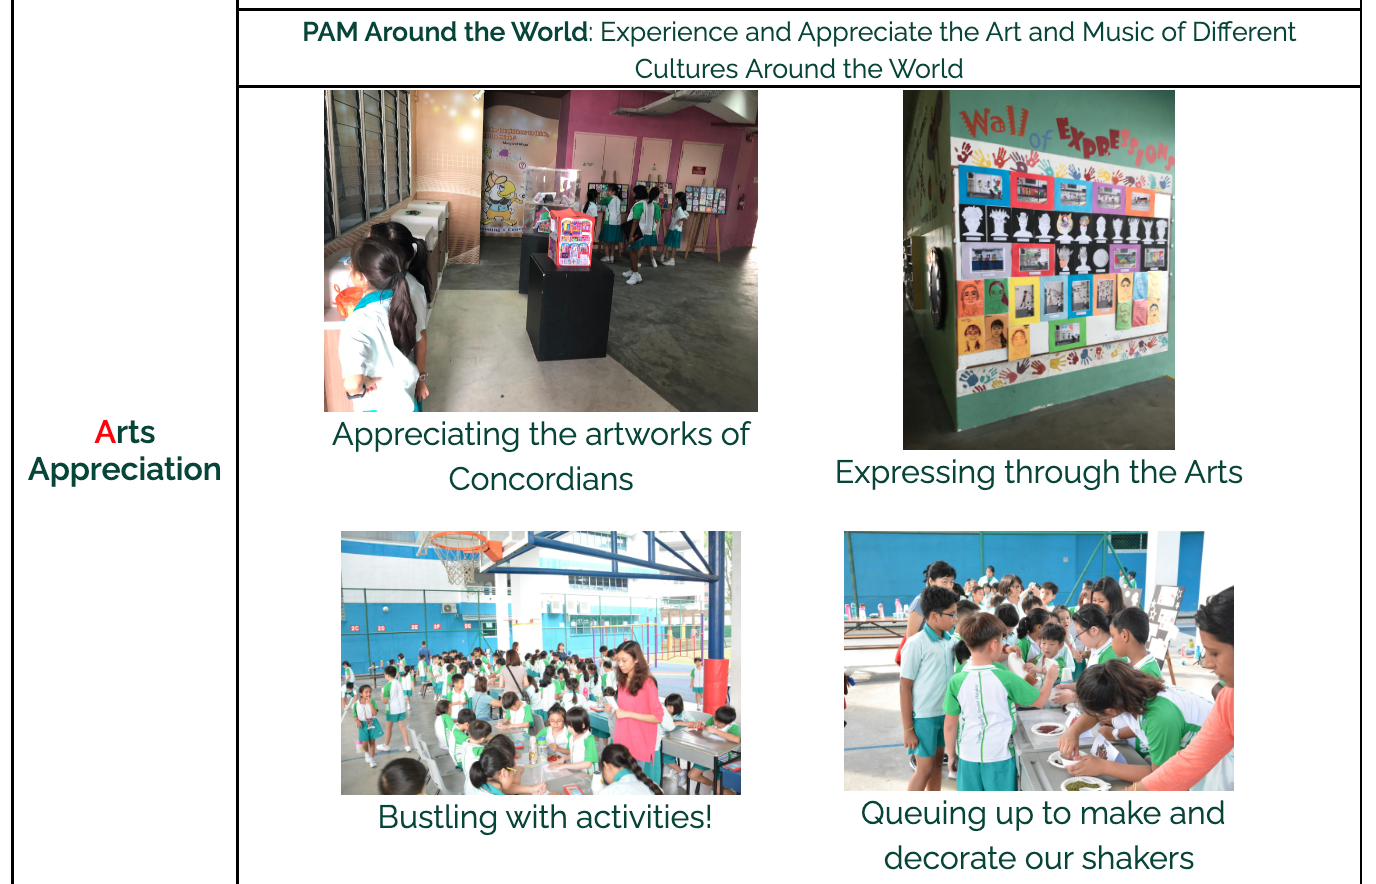 PAM Around the World: Experience and Appreciate the Art and Music of Different
Cultures Around the World
Arts
Appreciation
Wall of EXPRESSIONS
Appreciating the artworks of
Concordians
Expressing through the Arts
Bustling with activities!
Queuing up to make and
decorate our shakers